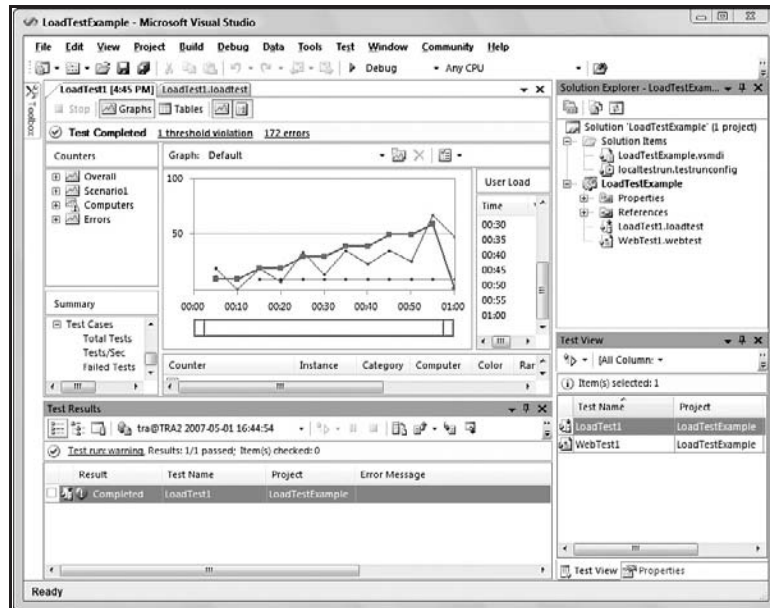 LoadTestExample - Microsoft Visual Studio
File Edit View Project Build Debug Data Tools Test Window Community Help
Debug Any CPU
Toolbox
LoadTest1 [4:45 PM] LoadTest1.loadtest
Stop Graphs Tables
Test Completed 1 threshold violation 172 errors
Counters
Overall
Scenario1
Computers
Errors
Summary
Test Cases
Total Tests
Tests/Sec
Failed Tests
Graph: Default
100
50
00:00 00:10 00:20 00:30 00:40 00:50 01:00
User Load
Time
00:30
00:35
00:40
00:45
00:50
00:55
01:00
Counter Instance Category Computer Color Ran
Test Results
tra@TRA2 2007-05-01 16:44:54
Test run: warning, Results: 1/1 passed; Item(s) checked: 0
Result Test Name Project Error Message
Completed LoadTest1 LoadTestExample
Solution Explorer - LoadTestExam...
Solution 'LoadTestExample' (1 project)
Solution Items
LoadTestExample.vsmdi
localtestrun.testrunconfig
LoadTestExample
Properties
References
LoadTest1.loadtest
WebTest1.webtest
Test View
[All Column:
Item(s) selected: 1
Test Name Project
LoadTest1 LoadTestExample
WebTest1 LoadTestExample
Test View Properties
Ready